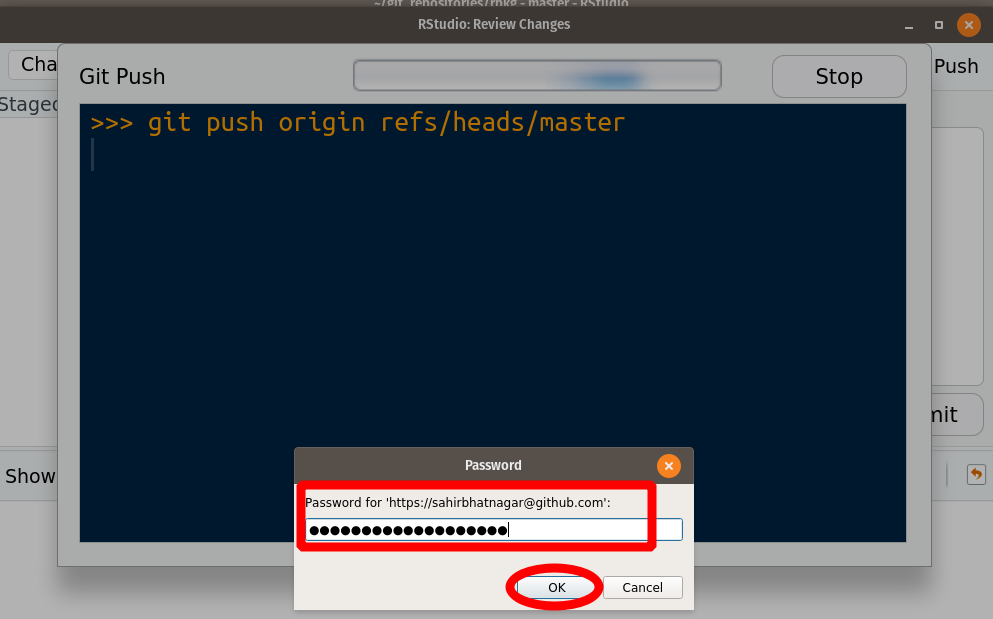 ~/git_repositories/rpkg - master - RStudio
RStudio: Review Changes
Cha
Git Push
Stop
Push
Staged
>>> git push origin refs/heads/master
mit
Show
Password
Password for 'https://sahirbhatnagar@github.com':
●●●●●●●●●●●●●●●●●●●
OK
Cancel